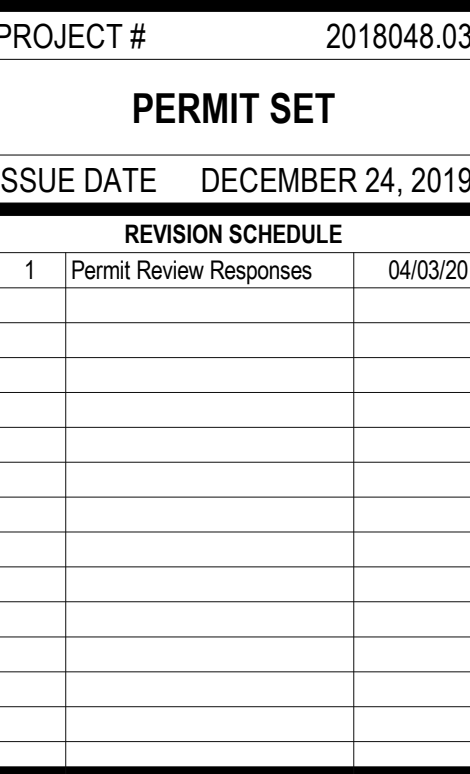 PROJECT # 2018048.03
PERMIT SET
ISSUE DATE DECEMBER 24, 2019
REVISION SCHEDULE
1 Permit Review Responses 04/03/20